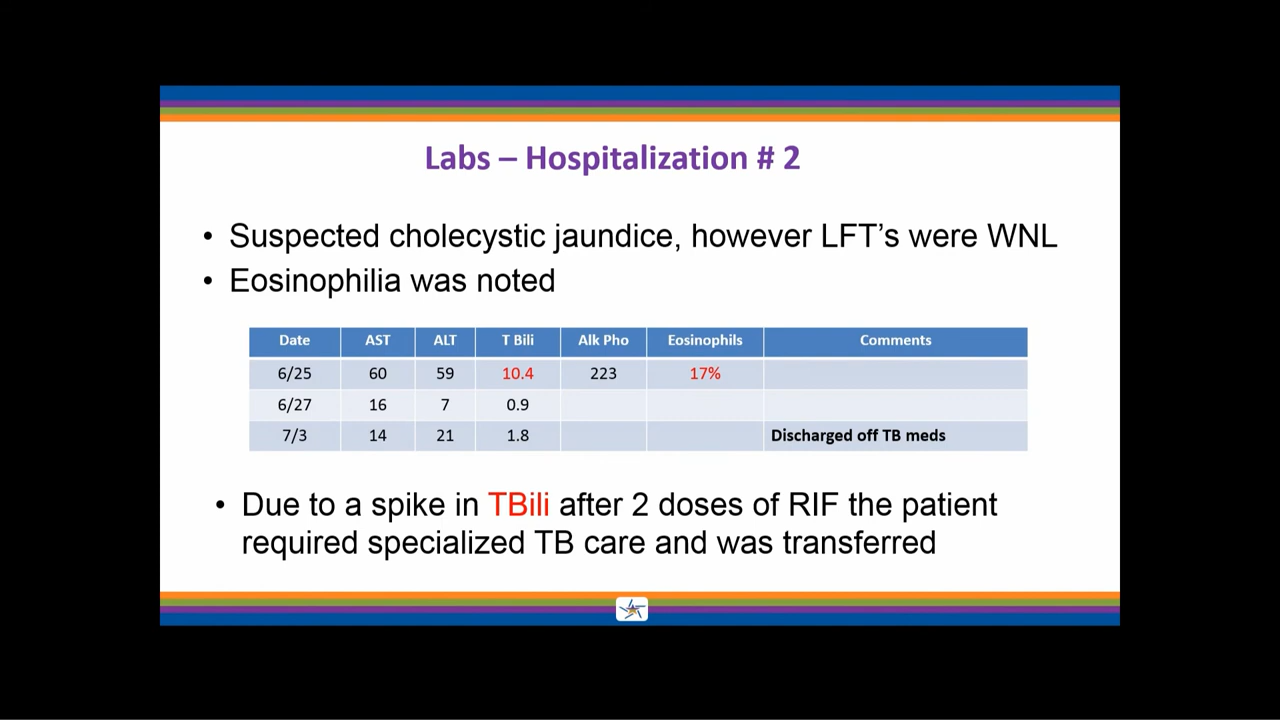 Labs – Hospitalization # 2
• Suspected cholecystic jaundice, however LFT’s were WNL
• Eosinophilia was noted
Date AST ALT T Bili Alk Pho Eosinophils Comments
6/25 60 59 10.4 223 17%
6/27 16 7 0.9
7/3 14 21 1.8 Discharged off TB meds
• Due to a spike in TBili after 2 doses of RIF the patient
required specialized TB care and was transferred